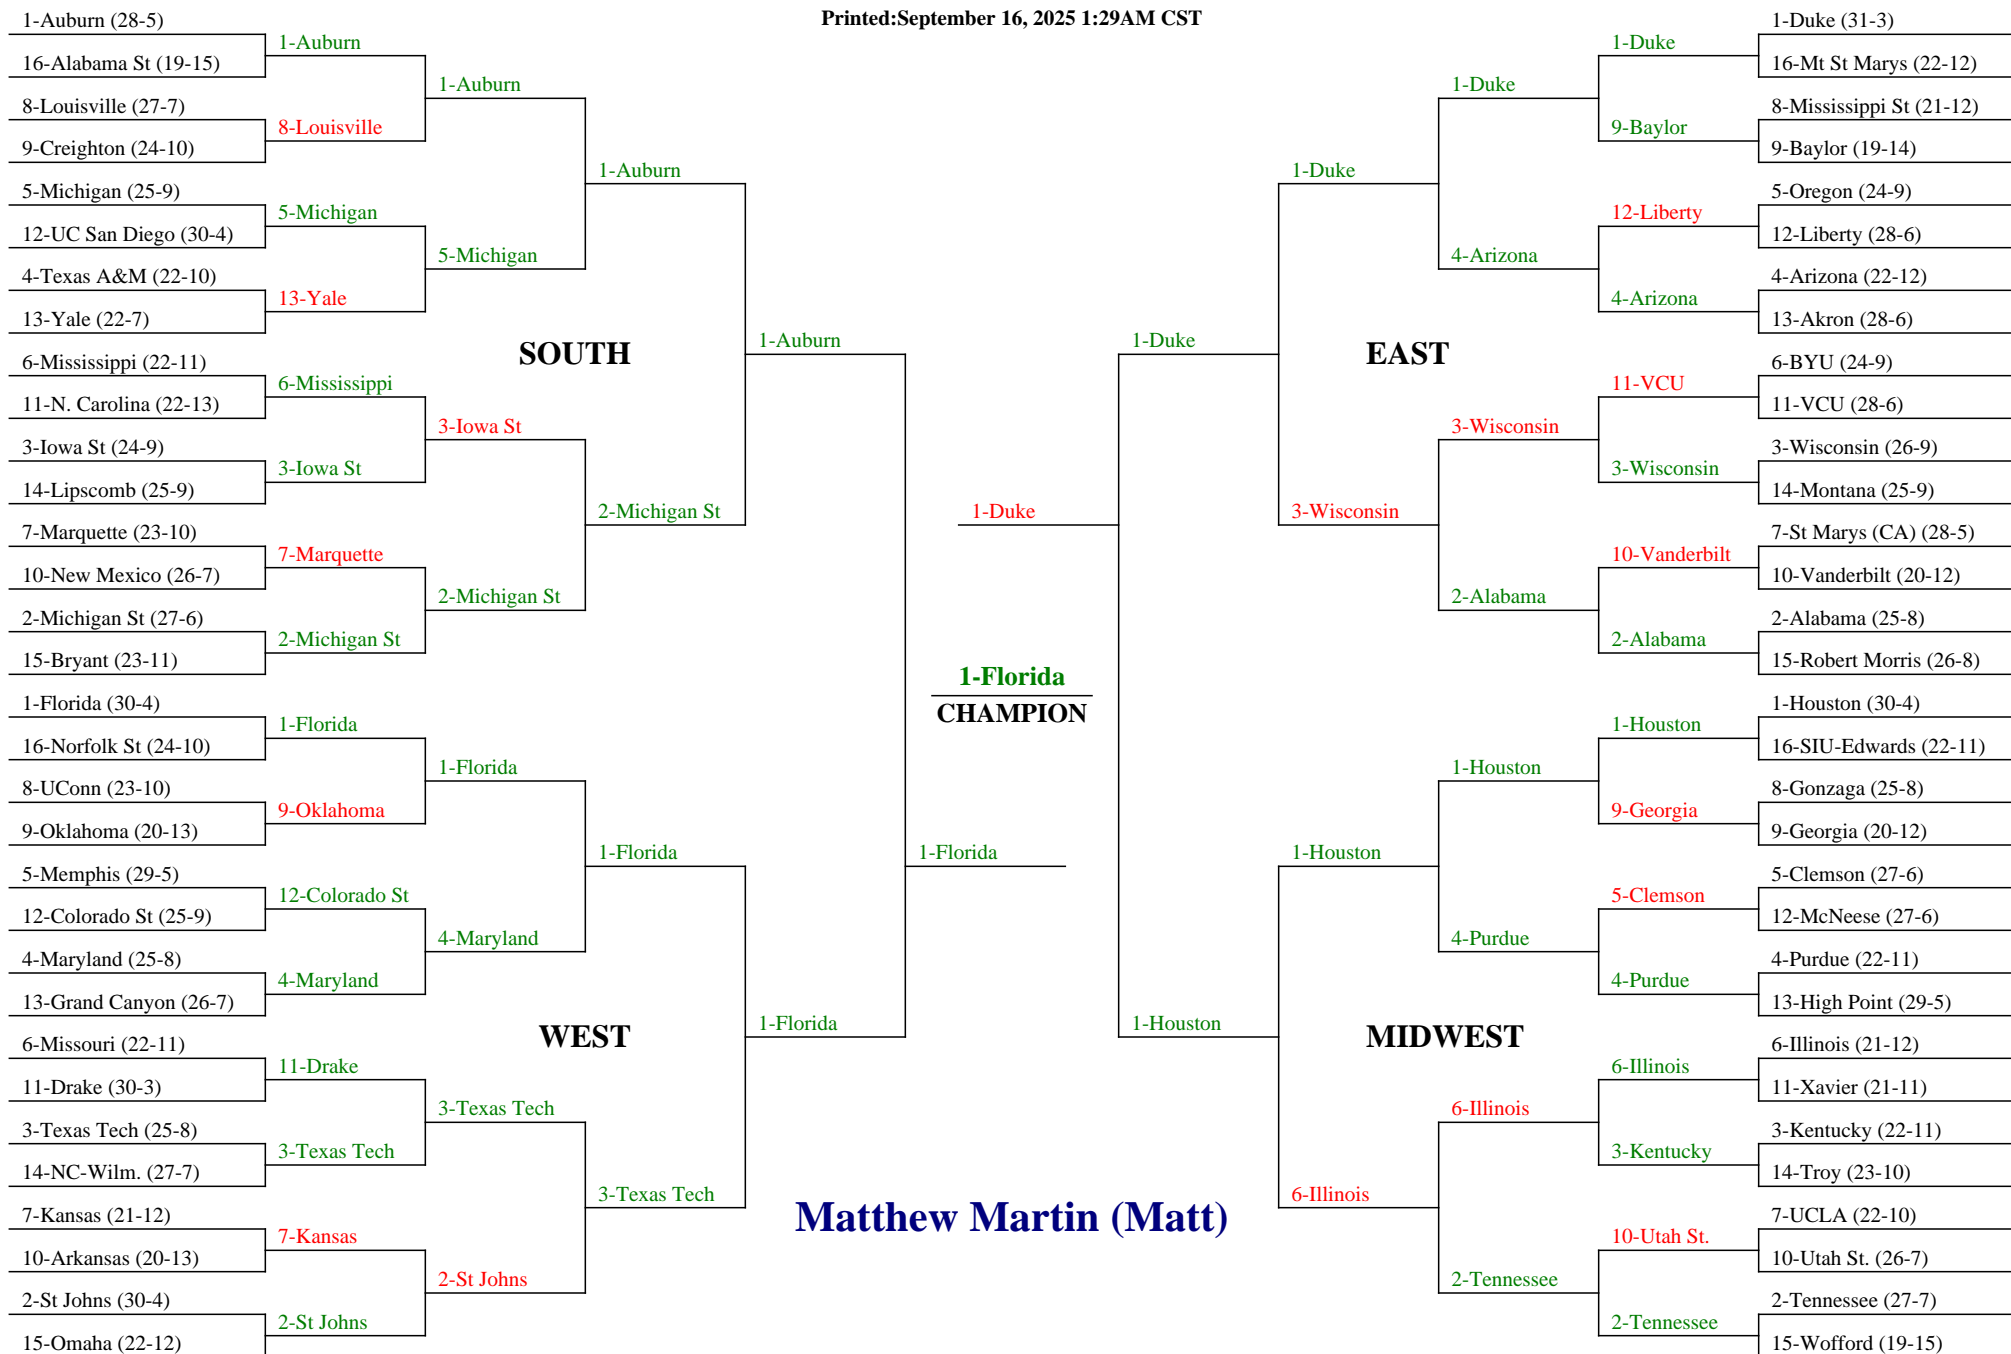 Printed:September 16, 2025 1:29AM CST
1-Auburn (28-5)
16-Alabama St (19-15)
8-Louisville (27-7)
9-Creighton (24-10)
5-Michigan (25-9)
12-UC San Diego (30-4)
4-Texas A&M (22-10)
13-Yale (22-7)
6-Mississippi (22-11)
11-N. Carolina (22-13)
3-Iowa St (24-9)
14-Lipscomb (25-9)
7-Marquette (23-10)
10-New Mexico (26-7)
2-Michigan St (27-6)
15-Bryant (23-11)
1-Florida (30-4)
16-Norfolk St (24-10)
8-UConn (23-10)
9-Oklahoma (20-13)
5-Memphis (29-5)
12-Colorado St (25-9)
4-Maryland (25-8)
13-Grand Canyon (26-7)
6-Missouri (22-11)
11-Drake (30-3)
3-Texas Tech (25-8)
14-NC-Wilm. (27-7)
7-Kansas (21-12)
10-Arkansas (20-13)
2-St Johns (30-4)
15-Omaha (22-12)
1-Auburn
8-Louisville
5-Michigan
13-Yale
6-Mississippi
3-Iowa St
7-Marquette
2-Michigan St
1-Florida
9-Oklahoma
12-Colorado St
4-Maryland
11-Drake
3-Texas Tech
7-Kansas
2-St Johns
1-Auburn
5-Michigan
3-Iowa St
2-Michigan St
1-Florida
4-Maryland
3-Texas Tech
2-St Johns
1-Auburn
2-Michigan St
1-Florida
3-Texas Tech
SOUTH
WEST
1-Auburn
1-Florida
1-Florida
1-Duke
1-Florida
CHAMPION
Matthew Martin (Matt)
1-Duke
1-Houston
EAST
MIDWEST
1-Duke
3-Wisconsin
1-Houston
6-Illinois
1-Duke
4-Arizona
3-Wisconsin
2-Alabama
1-Houston
4-Purdue
6-Illinois
2-Tennessee
1-Duke
9-Baylor
12-Liberty
4-Arizona
11-VCU
3-Wisconsin
10-Vanderbilt
2-Alabama
1-Houston
9-Georgia
5-Clemson
4-Purdue
6-Illinois
3-Kentucky
10-Utah St.
2-Tennessee
1-Duke (31-3)
16-Mt St Marys (22-12)
8-Mississippi St (21-12)
9-Baylor (19-14)
5-Oregon (24-9)
12-Liberty (28-6)
4-Arizona (22-12)
13-Akron (28-6)
6-BYU (24-9)
11-VCU (28-6)
3-Wisconsin (26-9)
14-Montana (25-9)
7-St Marys (CA) (28-5)
10-Vanderbilt (20-12)
2-Alabama (25-8)
15-Robert Morris (26-8)
1-Houston (30-4)
16-SIU-Edwards (22-11)
8-Gonzaga (25-8)
9-Georgia (20-12)
5-Clemson (27-6)
12-McNeese (27-6)
4-Purdue (22-11)
13-High Point (29-5)
6-Illinois (21-12)
11-Xavier (21-11)
3-Kentucky (22-11)
14-Troy (23-10)
7-UCLA (22-10)
10-Utah St. (26-7)
2-Tennessee (27-7)
15-Wofford (19-15)